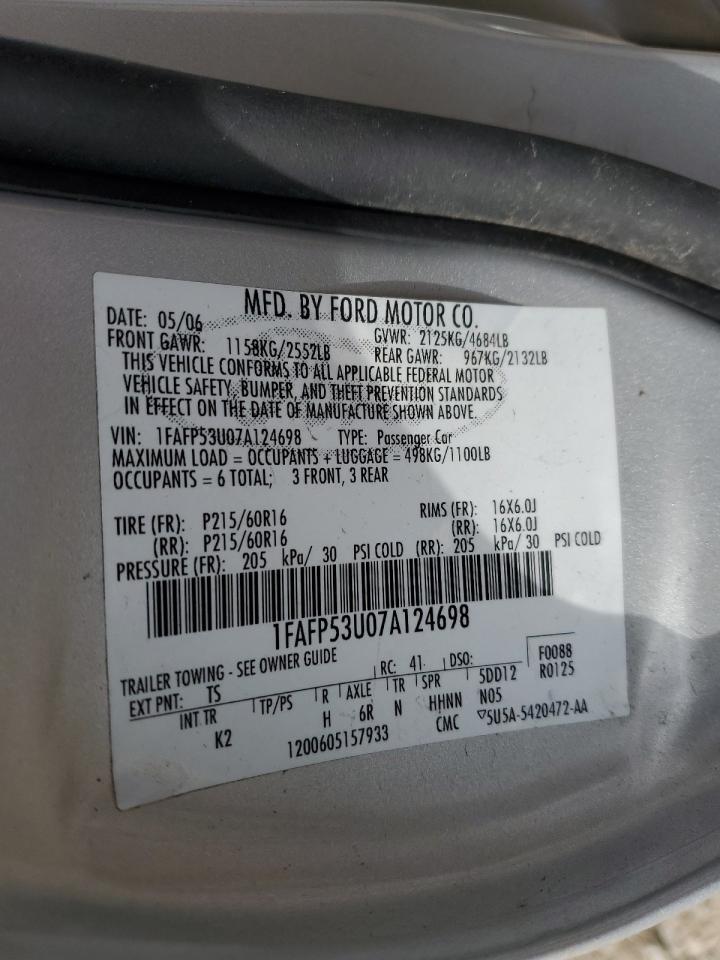 MFD. BY FORD MOTOR CO.
DATE: 05/06 GVWR: 2125KG/4684LB
FRONT GAWR: 1158KG/2552LB REAR GAWR: 967KG/2132LB
THIS VEHICLE CONFORMS TO ALL APPLICABLE FEDERAL MOTOR
VEHICLE SAFETY, BUMPER, AND THEFT PREVENTION STANDARDS
IN EFFECT ON THE DATE OF MANUFACTURE SHOWN ABOVE.
VIN: 1FAFP53U07A124698 TYPE: Passenger Car
MAXIMUM LOAD = OCCUPANTS + LUGGAGE = 498KG/1100LB
OCCUPANTS = 6 TOTAL; 3 FRONT, 3 REAR
TIRE (FR): P215/60R16 RIMS (FR): 16X6.0J
(RR): P215/60R16 (RR): 16X6.0J
PRESSURE (FR): 205 kPa/ 30 PSI COLD (RR): 205 kPa/ 30 PSI COLD
1FAFP53U07A124698
TRAILER TOWING - SEE OWNER GUIDE RC: 41 DSO: F0088
EXT PNT: TS 5DD12 R0125
INT TR TP/PS R AXLE TR SPR N05
K2 H 6R N HHNN
1200605157933 CMC ▽5U5A-5420472-AA